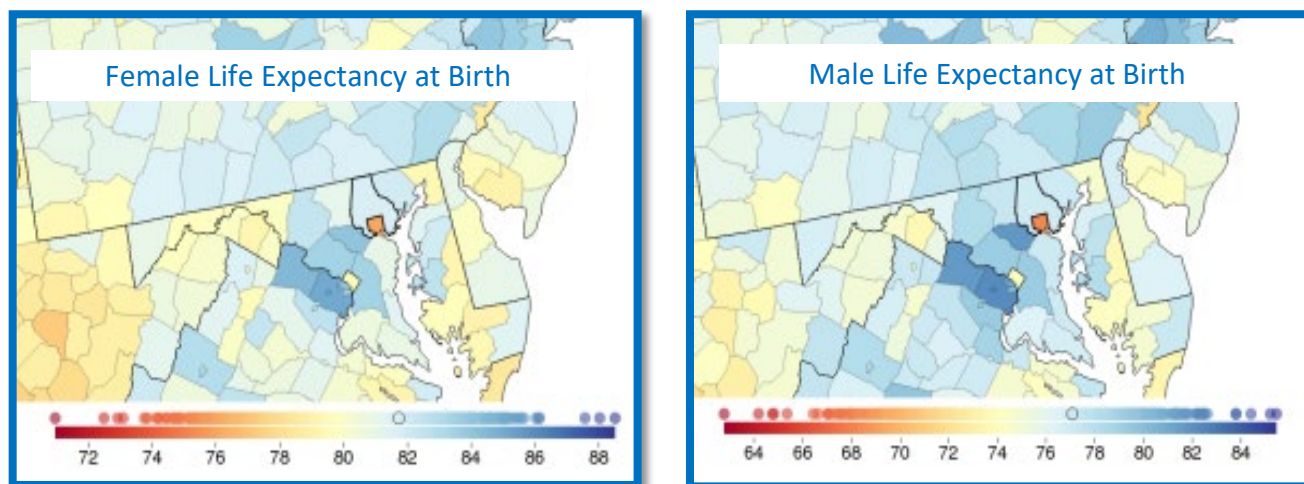 Female Life Expectancy at Birth
72 74 76 78 80 82 84 86 88
Male Life Expectancy at Birth
64 66 68 70 72 74 76 78 80 82 84